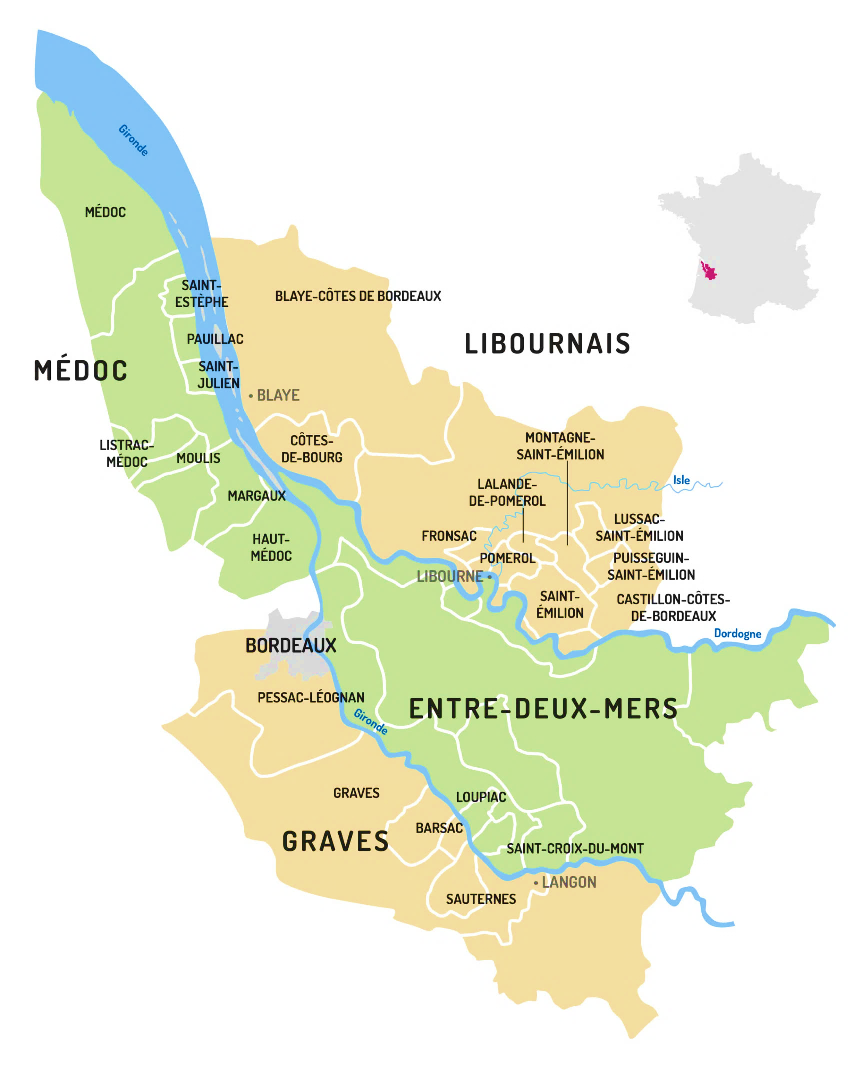 Gironde
MÉDOC
SAINT-
ESTÈPHE
BLAYE-CÔTES DE BORDEAUX
PAUILLAC
LIBOURNAIS
MÉDOC
SAINT-
JULIEN
BLAYE
LISTRAC-
MÉDOC
MOULIS
CÔTES-
DE-BOURG
MONTAGNE-
SAINT-ÉMILION
Isle
LALANDE-
DE-POMEROL
MARGAUX
LUSSAC-
SAINT-ÉMILION
FRONSAC
HAUT-
MÉDOC
POMEROL
PUISSEGUIN-
SAINT-ÉMILION
LIBOURNE
SAINT-
ÉMILION
CASTILLON-CÔTES-
DE-BORDEAUX
Dordogne
BORDEAUX
PESSAC-LÉOGNAN
ENTRE-DEUX-MERS
Gironde
GRAVES
LOUPIAC
BARSAC
GRAVES
SAINT-CROIX-DU-MONT
LANGON
SAUTERNES